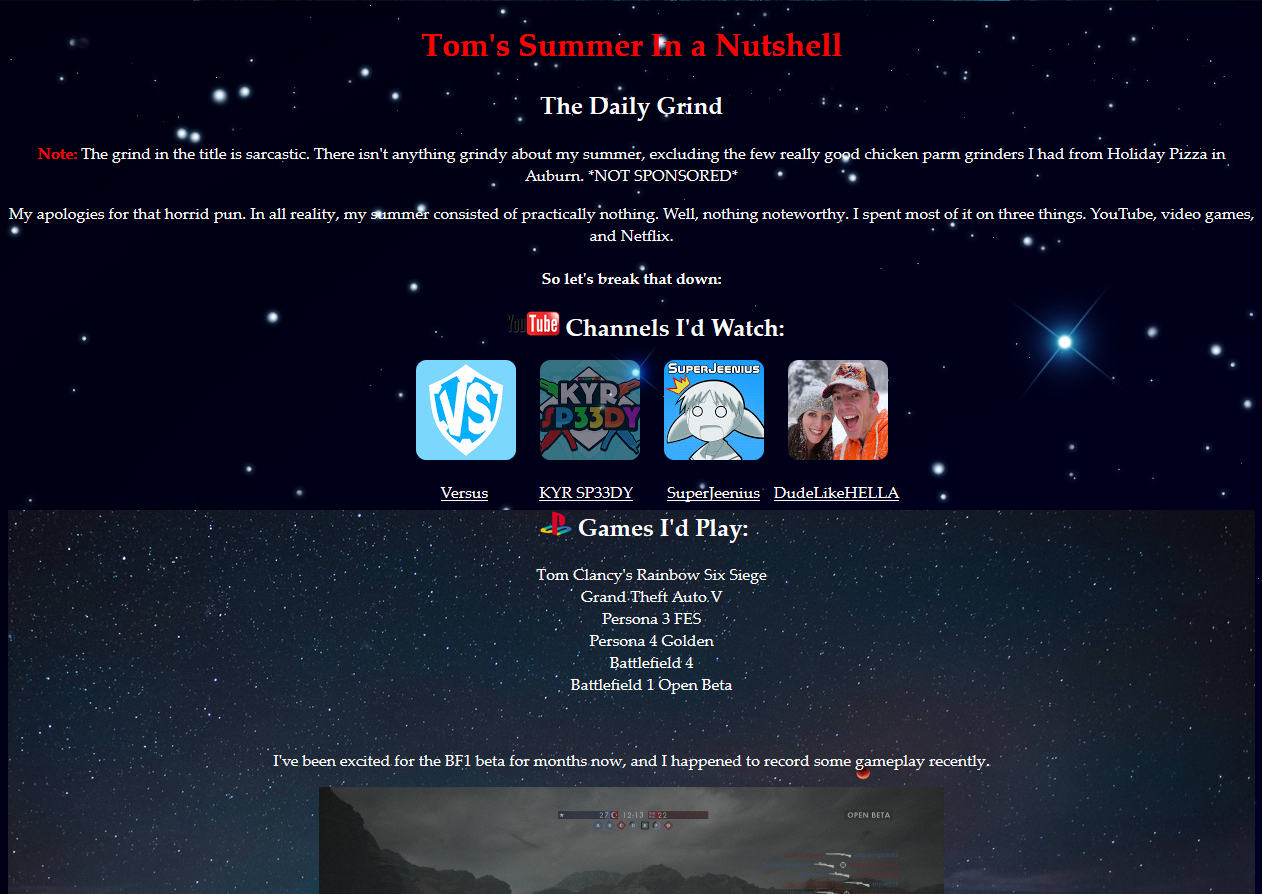 Tom's Summer In a Nutshell
The Daily Grind
Note: The grind in the title is sarcastic. There isn't anything grindy about my summer, excluding the few really good chicken parm grinders I had from Holiday Pizza in
Auburn. *NOT SPONSORED*
My apologies for that horrid pun. In all reality, my summer consisted of practically nothing. Well, nothing noteworthy. I spent most of it on three things. YouTube, video games,
and Netflix.
So let's break that down:
YouTube Channels I'd Watch:
VS KYR SP33DY SUPERJEENIUS
Versus KYR SP33DY SuperJeenius DudeLikeHELLA
Games I'd Play:
Tom Clancy's Rainbow Six Siege
Grand Theft Auto V
Persona 3 FES
Persona 4 Golden
Battlefield 4
Battlefield 1 Open Beta
I've been excited for the BF1 beta for months now, and I happened to record some gameplay recently.
27 12:13 22 OPEN BETA